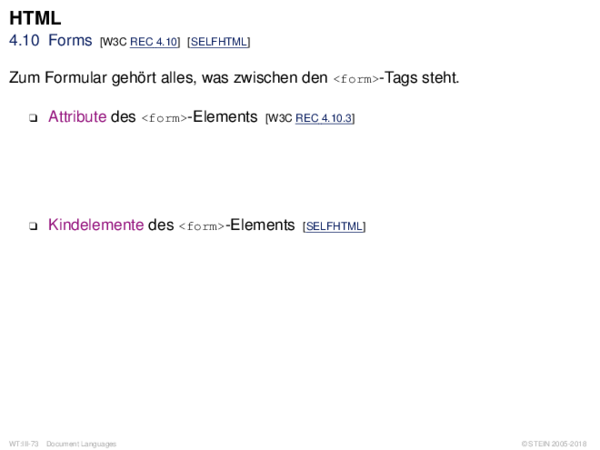 HTML
4.10 Forms [W3C REC 4.10] [SELFHTML]
Zum Formular gehört alles, was zwischen den <form>-Tags steht.
❑ Attribute des <form>-Elements [W3C REC 4.10.3]
❑ Kindelemente des <form>-Elements [SELFHTML]
WT:II-73 Document Languages © STEIN 2005-2018